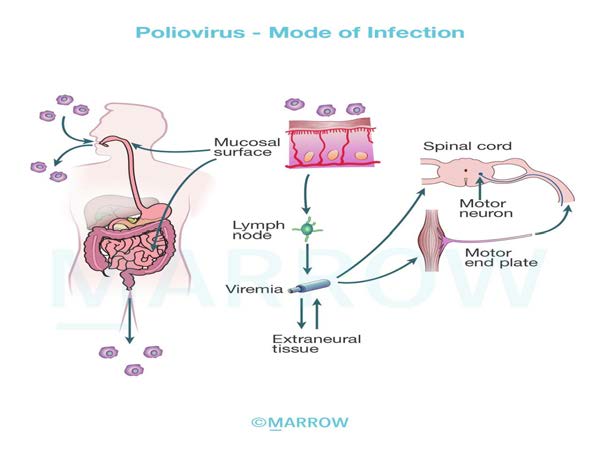 Poliovirus - Mode of Infection
Mucosal
surface
Spinal cord
Motor
neuron
Lymph
node
Motor
end plate
Viremia
Extraneural
tissue
MARROW
©MARROW